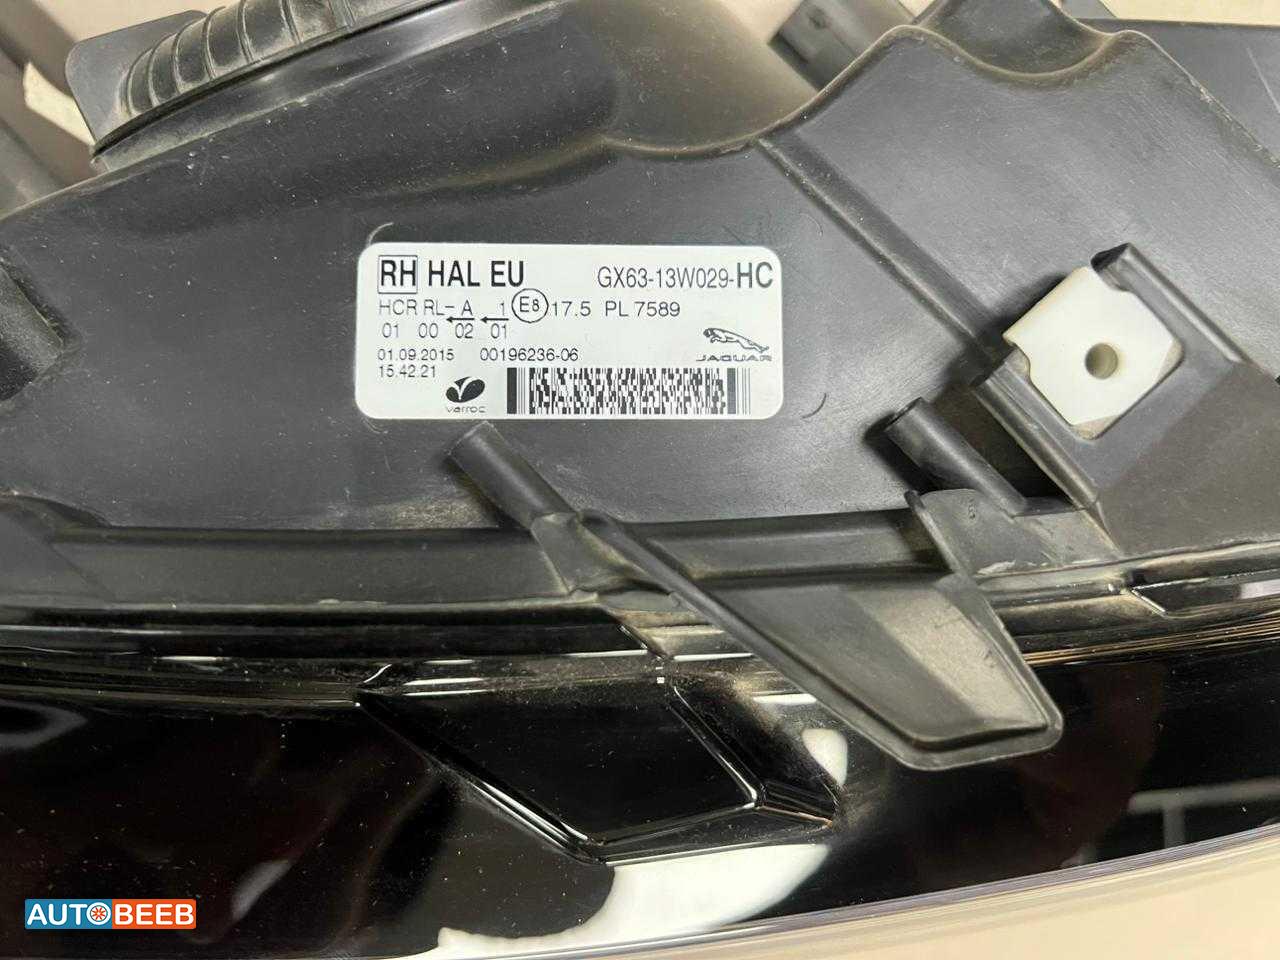 RH HAL EU GX63-13W029-HC
HCR RL- A 1 E8 17.5 PL 7589
01 00 02 01
01.09.2015 00196236-06
15.42.21
JAGUAR
varroc
AUTOBEEB